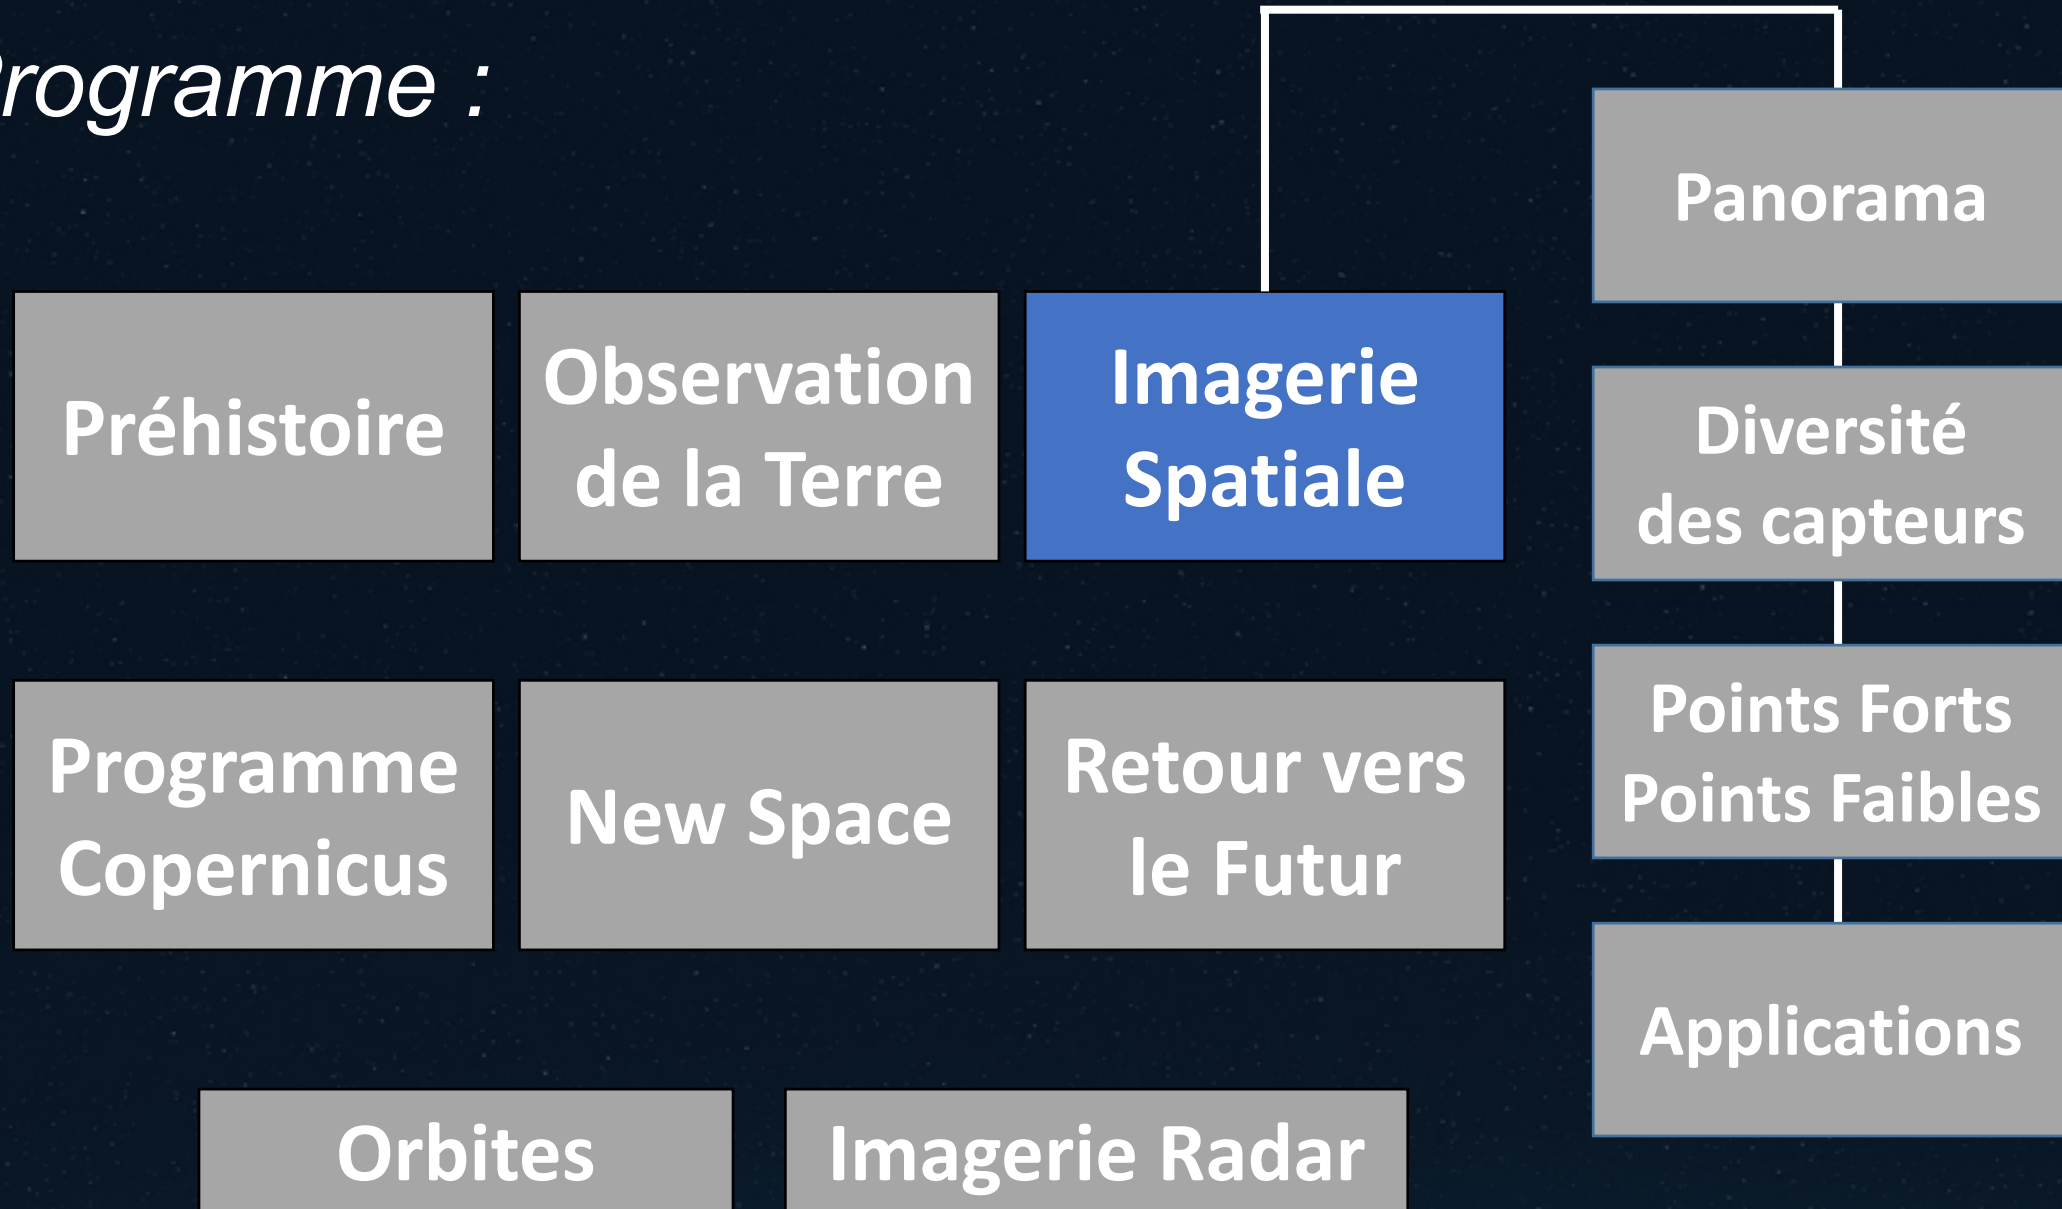 Programme :
Préhistoire
Observation
de la Terre
Imagerie
Spatiale
Programme
Copernicus
New Space
Retour vers
le Futur
Orbites
Imagerie Radar
Panorama
Diversité
des capteurs
Points Forts
Points Faibles
Applications